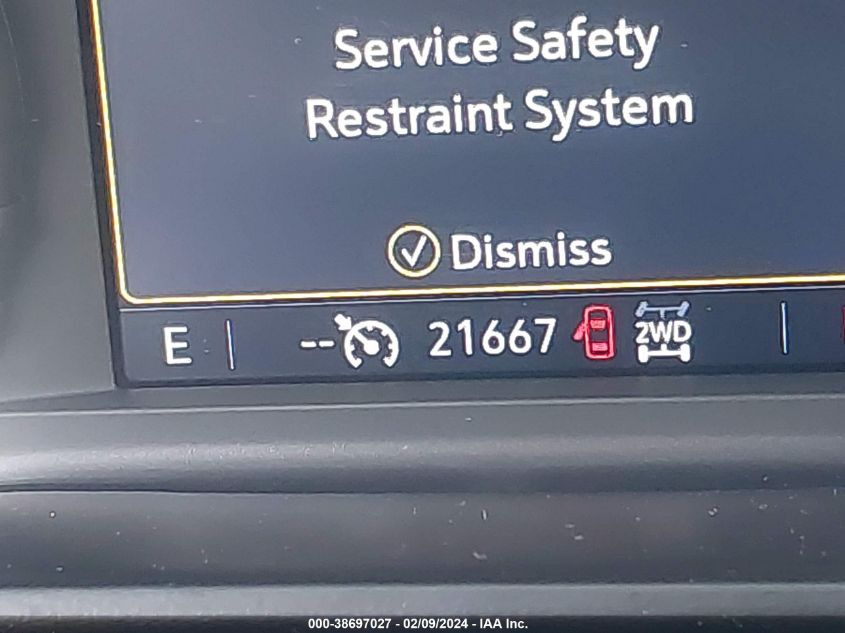 Service Safety
Restraint System
Dismiss
E -- 21667 2WD
000-38697027 - 02/09/2024 - IAA Inc.